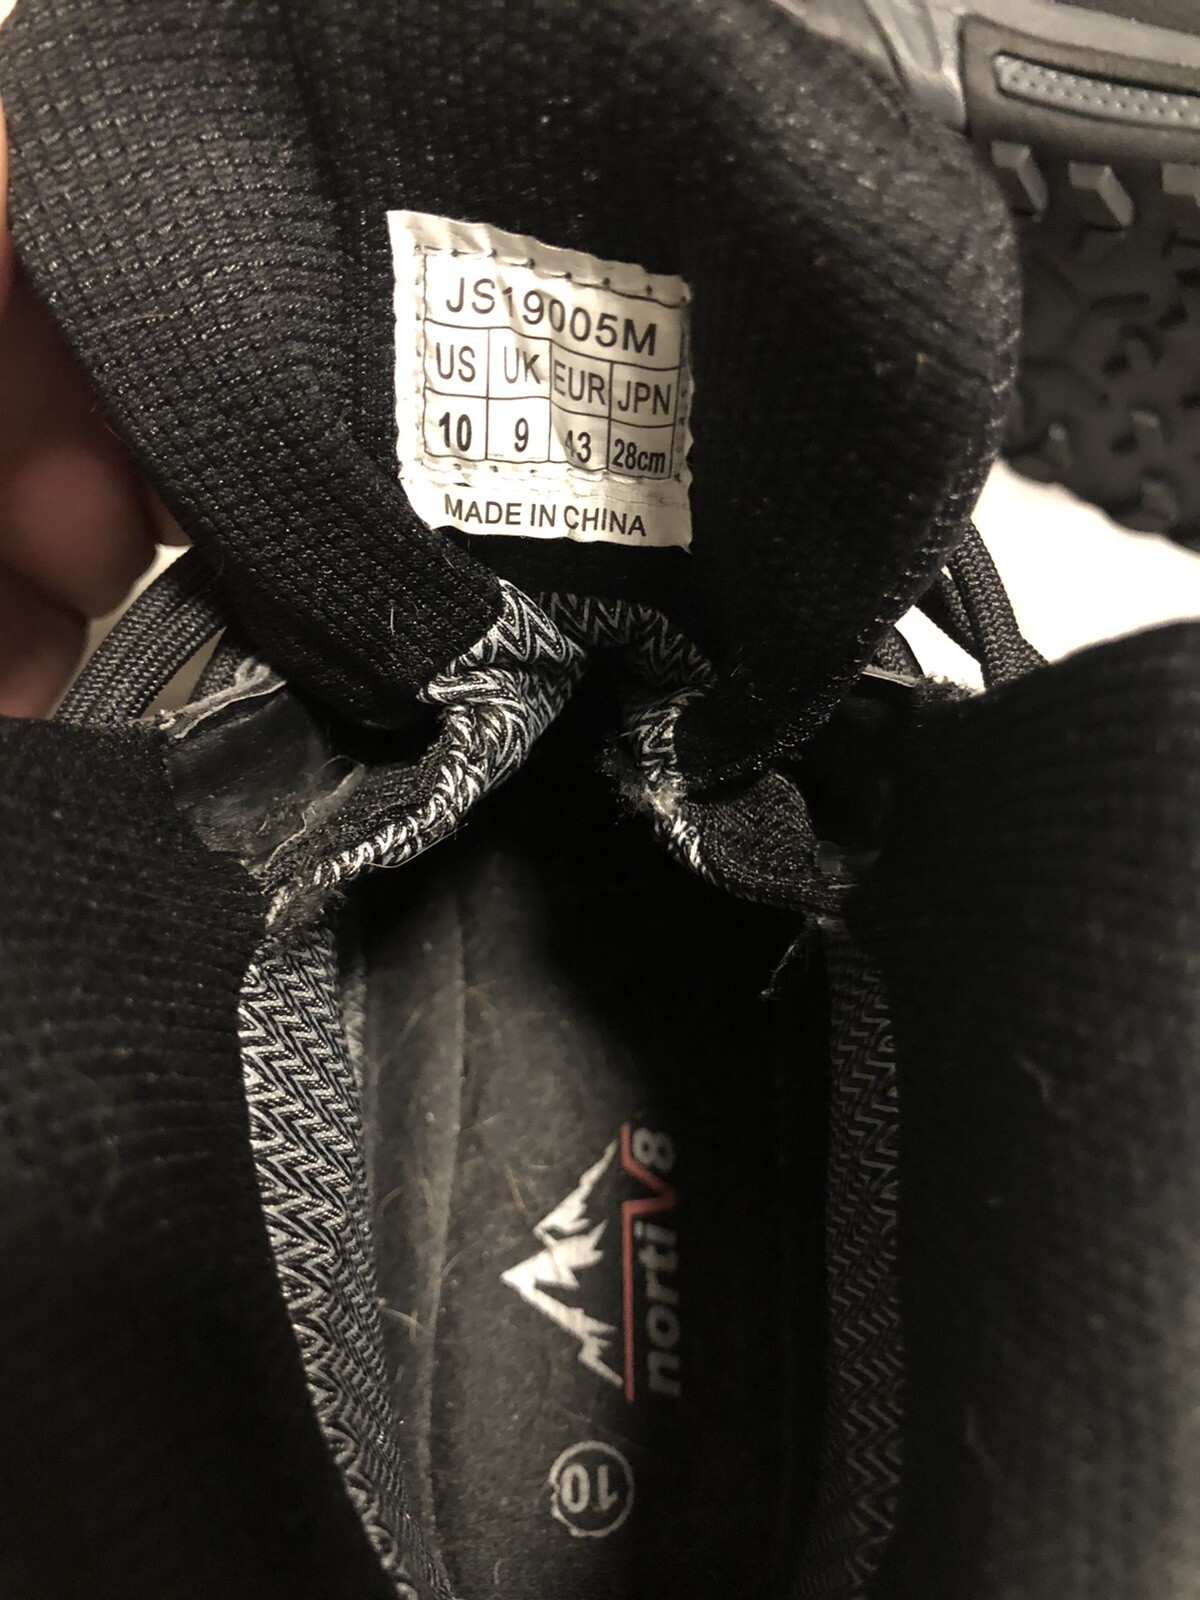 JS19005M
US UK EUR JPN
10 9 43 28cm
MADE IN CHINA
nortiv8
10